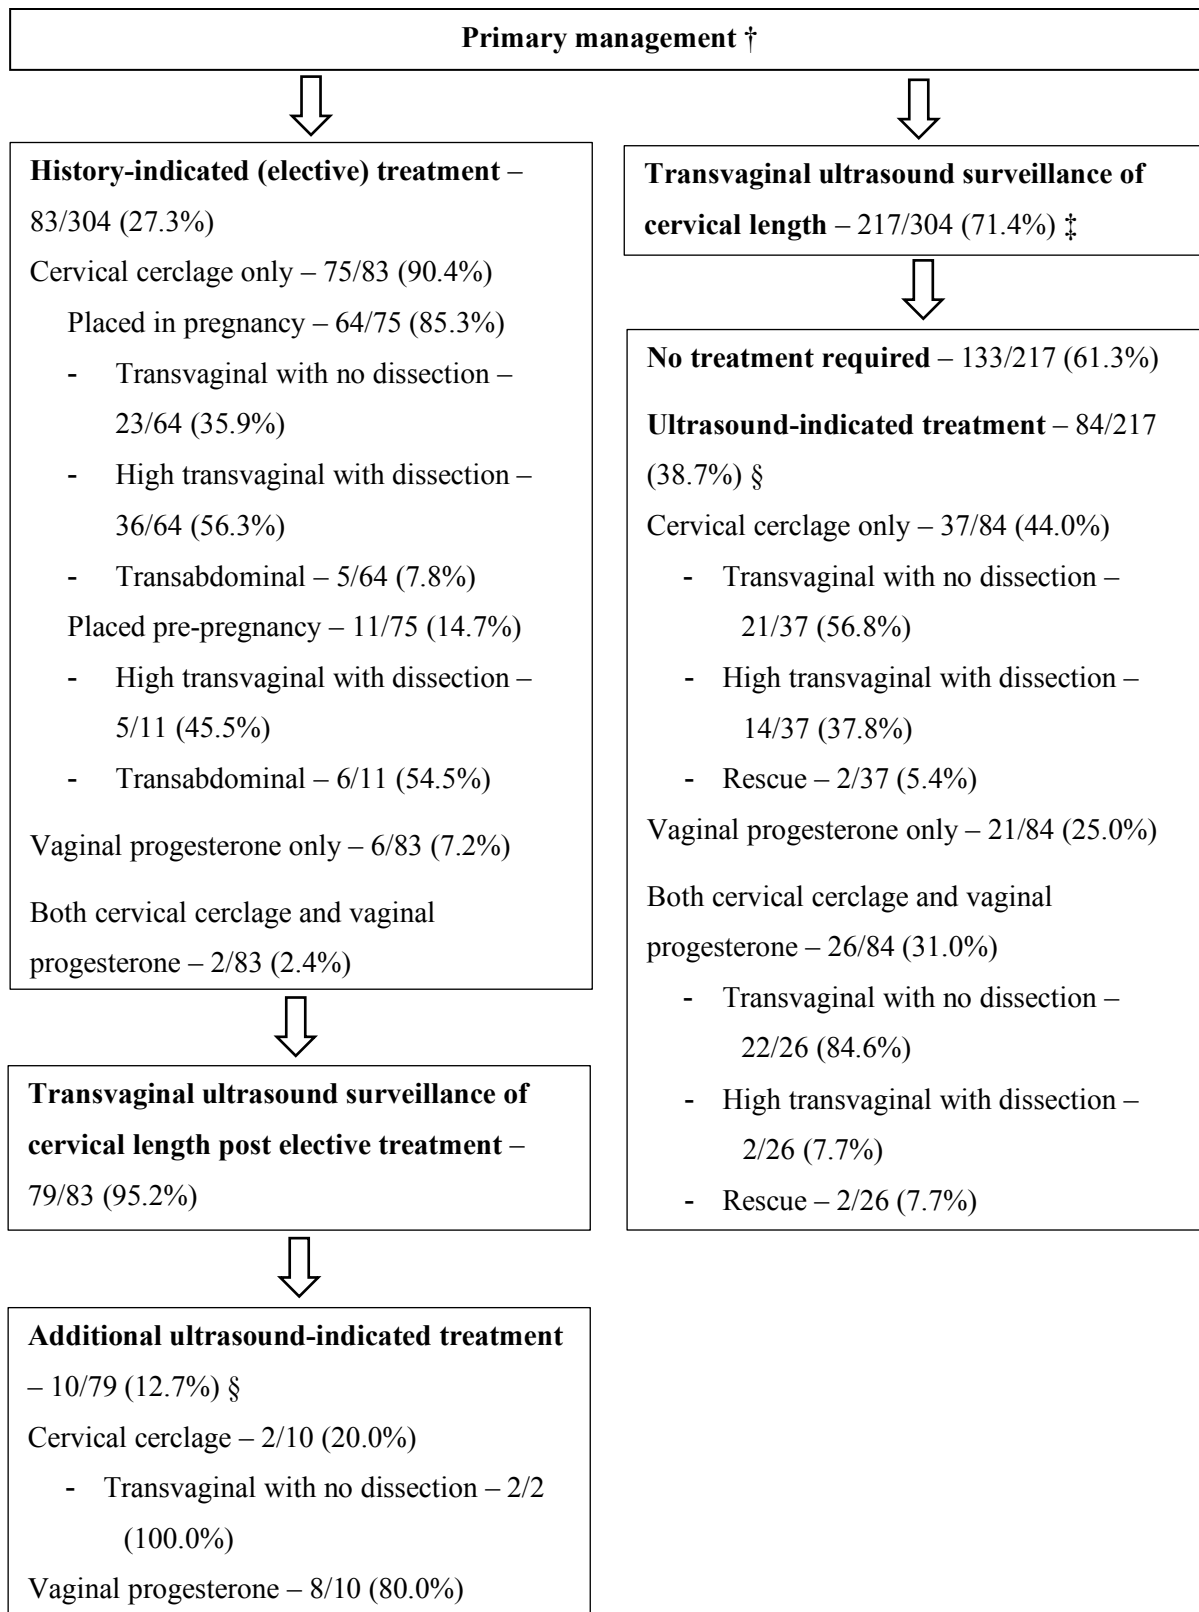 Primary management †
History-indicated (elective) treatment –
83/304 (27.3%)
Cervical cerclage only – 75/83 (90.4%)
Placed in pregnancy – 64/75 (85.3%)
- Transvaginal with no dissection –
23/64 (35.9%)
- High transvaginal with dissection –
36/64 (56.3%)
- Transabdominal – 5/64 (7.8%)
Placed pre-pregnancy – 11/75 (14.7%)
- High transvaginal with dissection –
5/11 (45.5%)
- Transabdominal – 6/11 (54.5%)
Vaginal progesterone only – 6/83 (7.2%)
Both cervical cerclage and vaginal
progesterone – 2/83 (2.4%)
Transvaginal ultrasound surveillance of
cervical length post elective treatment –
79/83 (95.2%)
Additional ultrasound-indicated treatment
– 10/79 (12.7%) §
Cervical cerclage – 2/10 (20.0%)
- Transvaginal with no dissection – 2/2
(100.0%)
Vaginal progesterone – 8/10 (80.0%)
Transvaginal ultrasound surveillance of
cervical length – 217/304 (71.4%) ‡
No treatment required – 133/217 (61.3%)
Ultrasound-indicated treatment – 84/217
(38.7%) §
Cervical cerclage only – 37/84 (44.0%)
- Transvaginal with no dissection –
21/37 (56.8%)
- High transvaginal with dissection –
14/37 (37.8%)
- Rescue – 2/37 (5.4%)
Vaginal progesterone only – 21/84 (25.0%)
Both cervical cerclage and vaginal
progesterone – 26/84 (31.0%)
- Transvaginal with no dissection –
22/26 (84.6%)
- High transvaginal with dissection –
2/26 (7.7%)
- Rescue – 2/26 (7.7%)